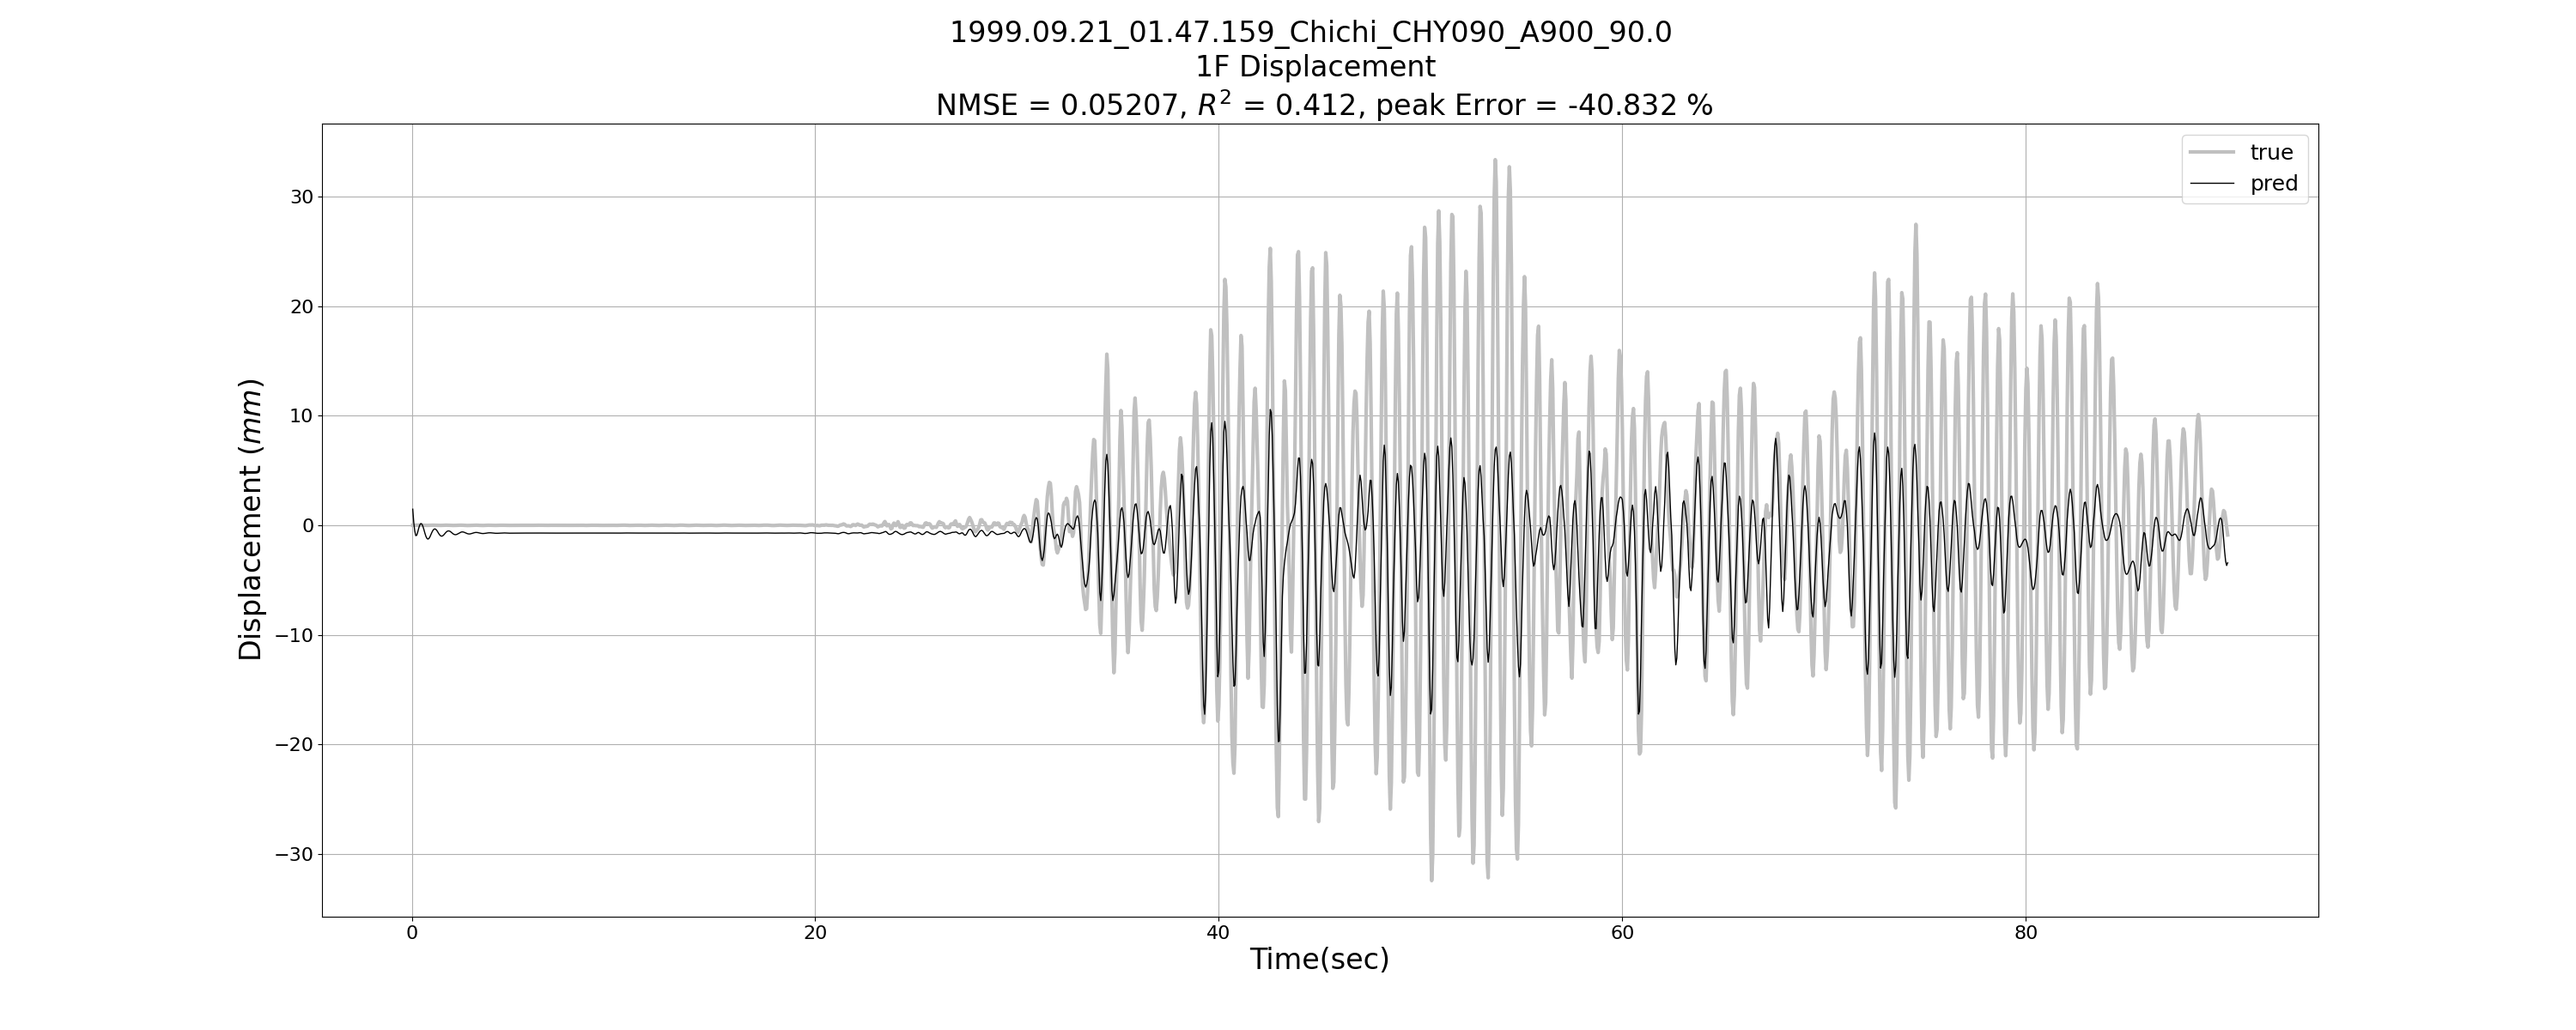 1999.09.21_01.47.159_Chichi_CHY090_A900_90.0
1F Displacement
NMSE = 0.05207, R² = 0.412, peak Error = -40.832 %
true
pred
Displacement (mm)
30
20
10
0
−10
−20
−30
0 20 40 60 80
Time(sec)